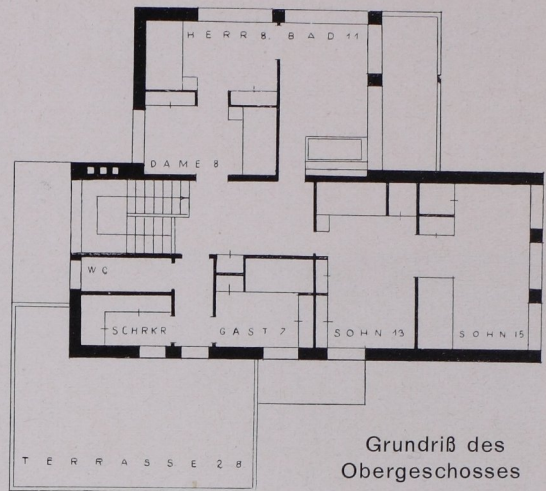 HERR 8. BAD 11
DAME 8
WC
SCHRKR GAST 7 SOHN 13 SOHN 15
TERRASSE 28
Grundriß des
Obergeschosses